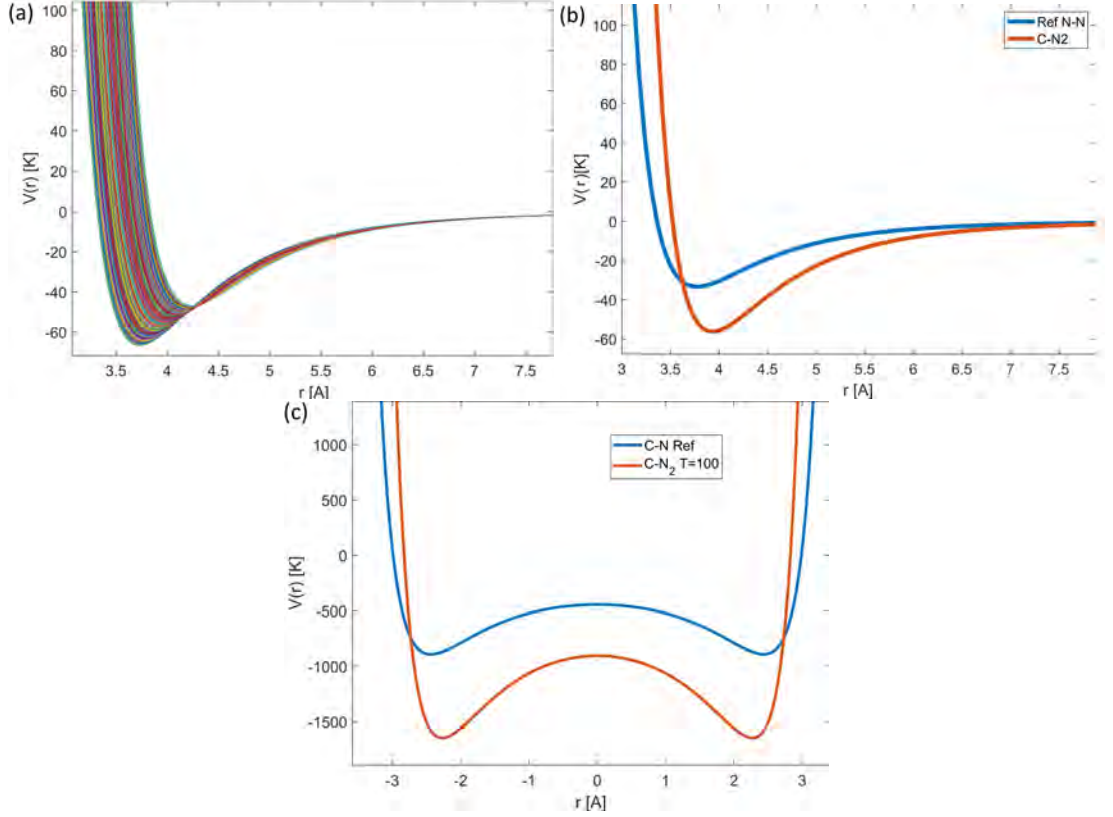 (a)
100
80
60
40
20
0
-20
-40
-60
V(r) [K]
3.5 4 4.5 5 5.5 6 6.5 7 7.5
r [A]
(b)
Ref N-N
C-N2
100
80
60
40
20
0
-20
-40
-60
V(r)[K]
3 3.5 4 4.5 5 5.5 6 6.5 7 7.5
r [A]
(c)
C-N Ref
C-N2 T=100
1000
500
0
-500
-1000
-1500
V(r) [K]
-3 -2 -1 0 1 2 3
r [A]